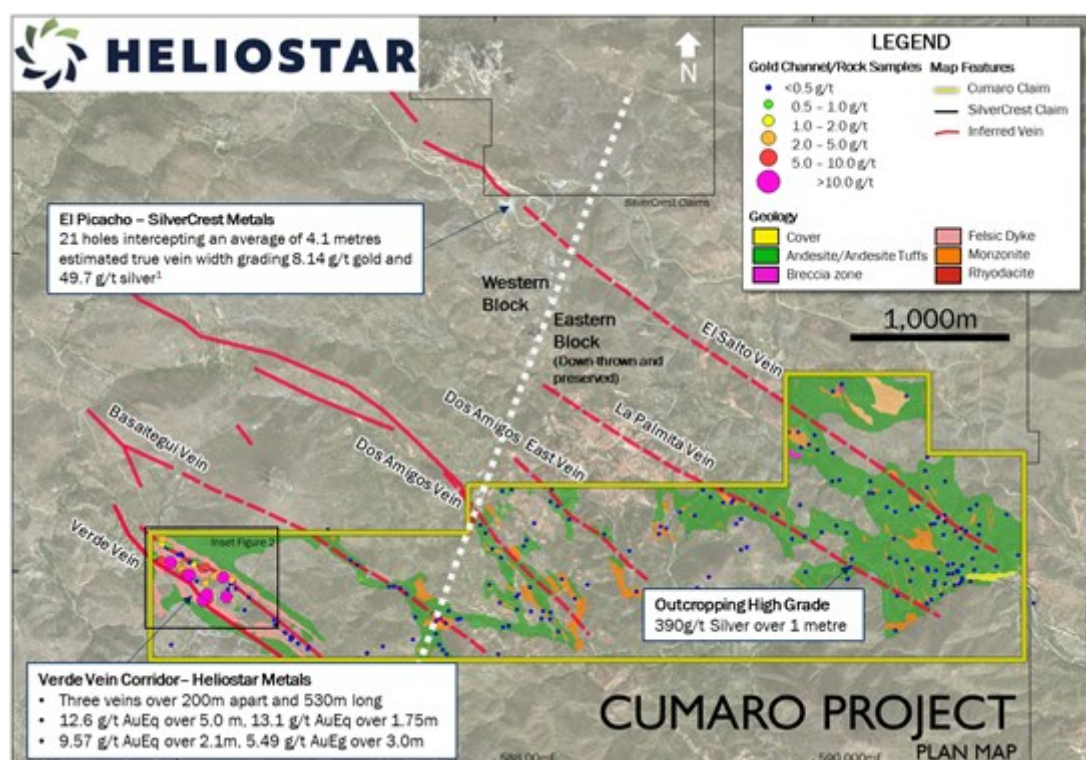 HELIOSTAR
N
LEGEND
Gold Channel/Rock Samples
<0.5 g/t
0.5 – 1.0 g/t
1.0 – 2.0 g/t
2.0 – 5.0 g/t
5.0 – 10.0 g/t
>10.0 g/t
Map Features
Cumaro Claim
SilverCrest Claim
Inferred Vein
Geology
Cover
Andesite/Andesite Tuffs
Breccia zone
Felsic Dyke
Monzonite
Rhyodacite
SilverCrest Claims
1,000m
El Picacho – SilverCrest Metals
21 holes intercepting an average of 4.1 metres
estimated true vein width grading 8.14 g/t gold and
49.7 g/t silver¹
Western
Block
Eastern
Block
(Down-thrown and
preserved)
El Salto Vein
La Palmita Vein
Dos Amigos East Vein
Dos Amigos Vein
Basaitegui Vein
Verde Vein
Inset Figure 2
Outcropping High Grade
390g/t Silver over 1 metre
Verde Vein Corridor– Heliostar Metals
• Three veins over 200m apart and 530m long
• 12.6 g/t AuEq over 5.0 m, 13.1 g/t AuEq over 1.75m
• 9.57 g/t AuEq over 2.1m, 5.49 g/t AuEg over 3.0m
CUMARO PROJECT
PLAN MAP
590,000mE